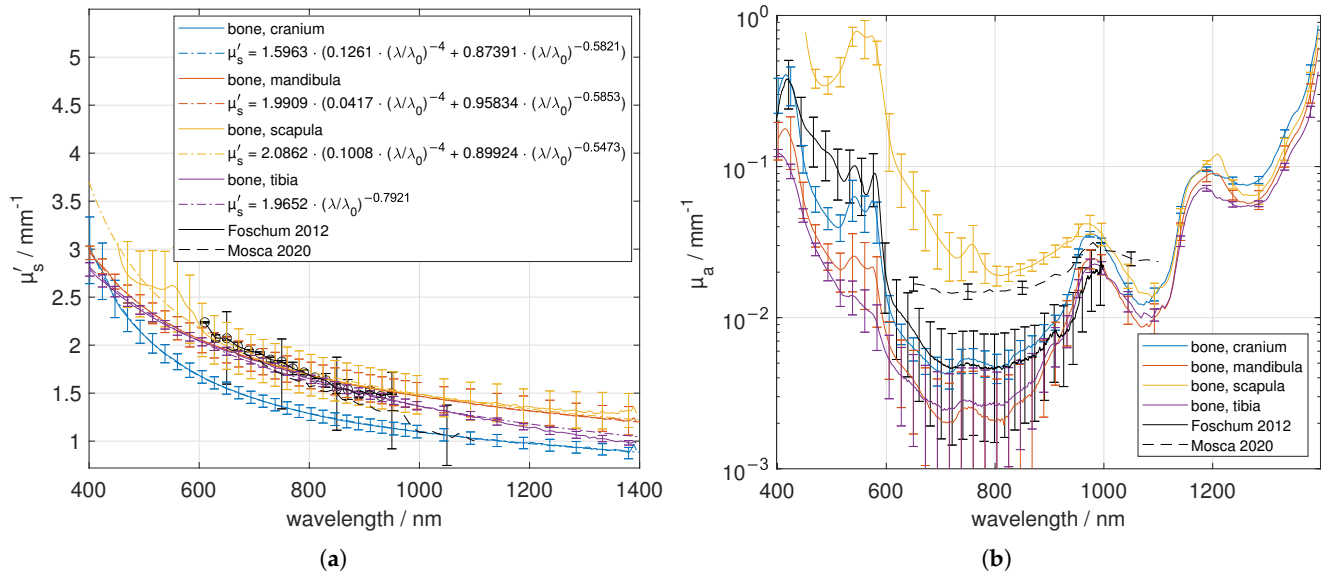 5
4.5
4
3.5
3
2.5
2
1.5
1
μ's / mm⁻¹
bone, cranium
μ's = 1.5963 · (0.1261 · (λ/λ₀)⁻⁴ + 0.87391 · (λ/λ₀)⁻⁰·⁵⁸²¹)
bone, mandibula
μ's = 1.9909 · (0.0417 · (λ/λ₀)⁻⁴ + 0.95834 · (λ/λ₀)⁻⁰·⁵⁸⁵³)
bone, scapula
μ's = 2.0862 · (0.1008 · (λ/λ₀)⁻⁴ + 0.89924 · (λ/λ₀)⁻⁰·⁵⁴⁷³)
bone, tibia
μ's = 1.9652 · (λ/λ₀)⁻⁰·⁷⁹²¹
Foschum 2012
Mosca 2020
400 600 800 1000 1200 1400
wavelength / nm
(a)
10⁰
10⁻¹
10⁻²
10⁻³
μa / mm⁻¹
bone, cranium
bone, mandibula
bone, scapula
bone, tibia
Foschum 2012
Mosca 2020
400 600 800 1000 1200
wavelength / nm
(b)